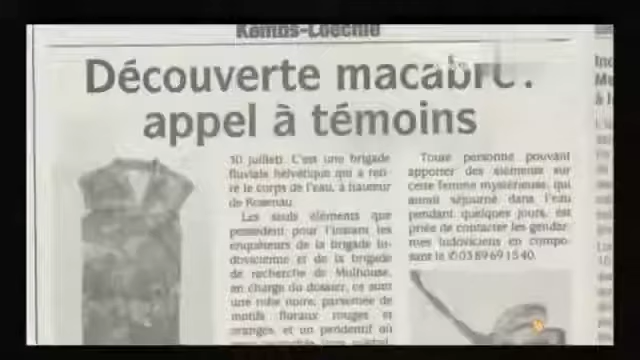 Kembs-Loechle
Découverte macabre :
appel à témoins
30 juillet). C'est une brigade
fluviale helvétique qui a reti-
ré le corps de l'eau, à hauteur
de Rosenau.
Les seuls éléments que
possèdent pour l'instant les
enquêteurs de la brigade lu-
dovicienne et de la brigade
de recherche de Mulhouse,
en charge du dossier, ce sont
une robe noire, parsemée de
motifs floraux rouges et
oranges, et un pendentif où
Toute personne pouvant
apporter des éléments sur
cette femme mystérieuse, qui
aurait séjourné dans l'eau
pendant quelques jours, est
priée de contacter les gendar-
mes ludoviciens en compo-
sant le ✆ 03 89 69 15 40.